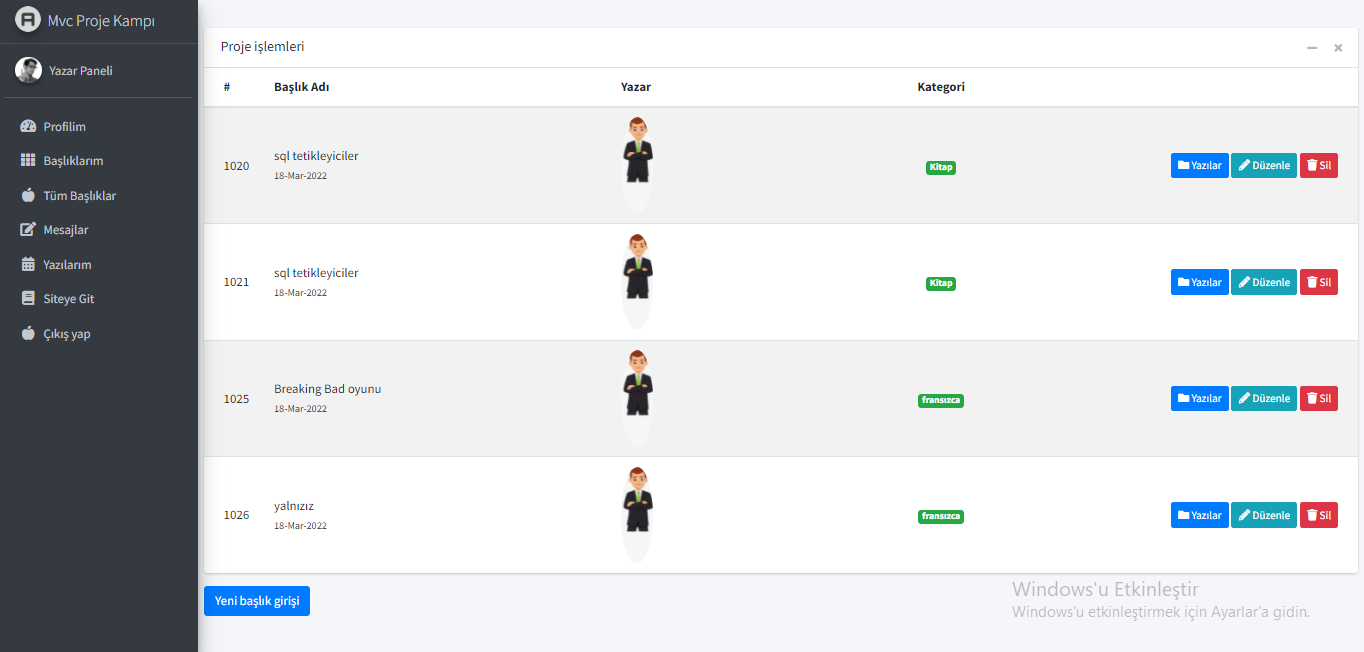 Mvc Proje Kampı
Yazar Paneli
Profilim
Başlıklarım
Tüm Başlıklar
Mesajlar
Yazılarım
Siteye Git
Çıkış yap
Proje işlemleri
# Başlık Adı Yazar Kategori
1020 sql tetikleyiciler Kitap Yazılar Düzenle Sil
18-Mar-2022
1021 sql tetikleyiciler Kitap Yazılar Düzenle Sil
18-Mar-2022
1025 Breaking Bad oyunu fransızca Yazılar Düzenle Sil
18-Mar-2022
1026 yalnızız fransızca Yazılar Düzenle Sil
18-Mar-2022
Yeni başlık girişi
Windows'u Etkinleştir
Windows'u etkinleştirmek için Ayarlar'a gidin.